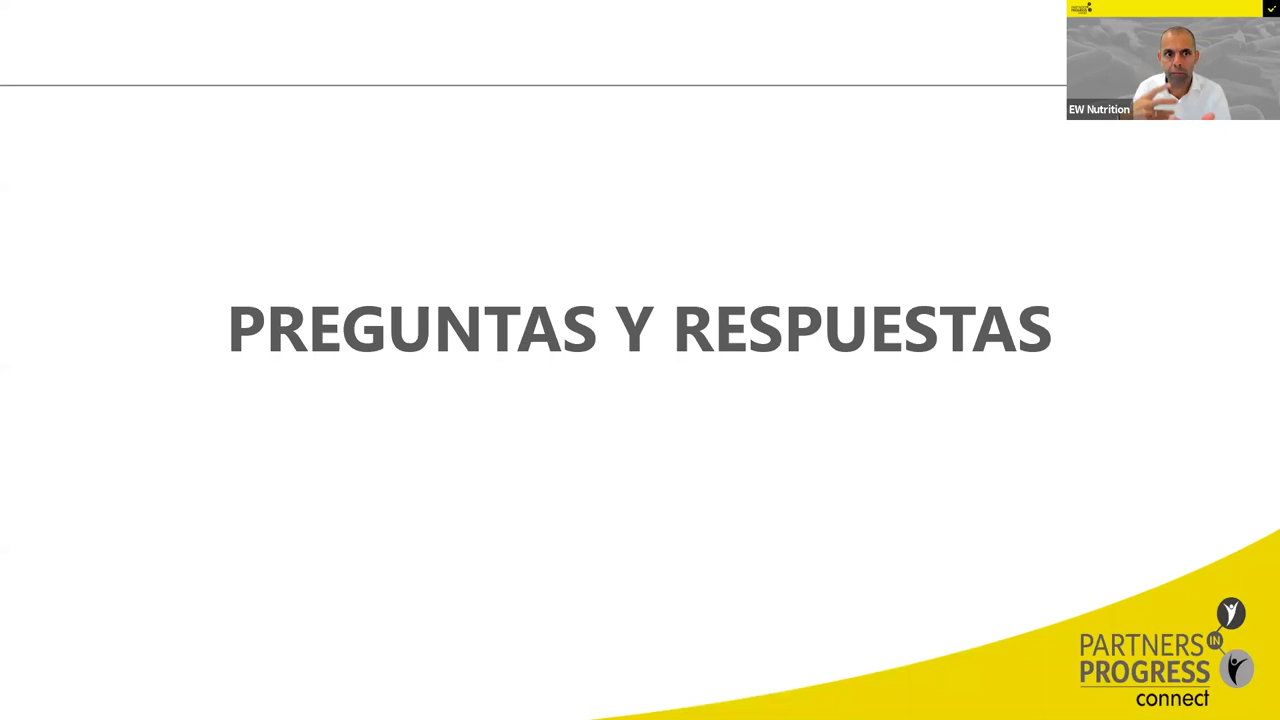 EW Nutrition
PREGUNTAS Y RESPUESTAS
PARTNERS IN
PROGRESS
connect